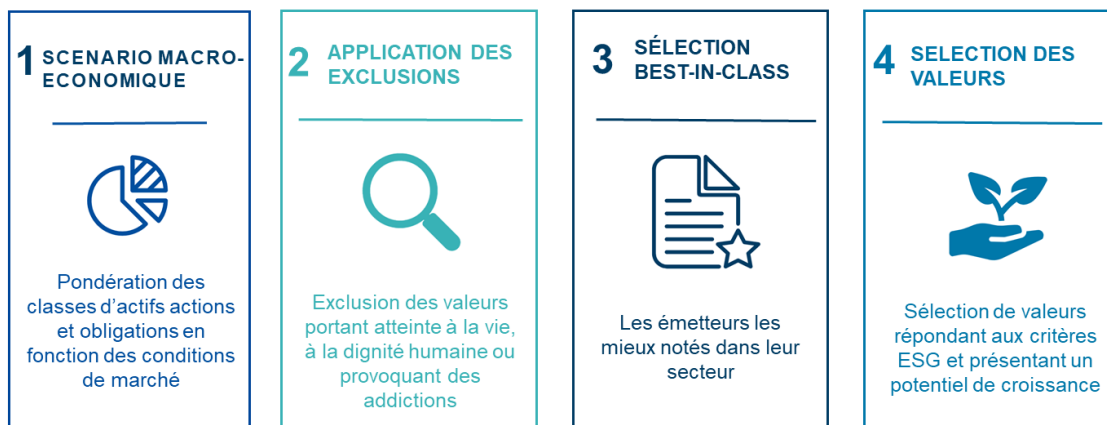 1 SCENARIO MACRO-
ECONOMIQUE
Pondération des
classes d'actifs actions
et obligations en
fonction des conditions
de marché
2 APPLICATION DES
EXCLUSIONS
Exclusion des valeurs
portant atteinte à la vie,
à la dignité humaine ou
provoquant des
addictions
3 SÉLECTION
BEST-IN-CLASS
Les émetteurs les
mieux notés dans leur
secteur
4 SELECTION DES
VALEURS
Sélection de valeurs
répondant aux critères
ESG et présentant un
potentiel de croissance